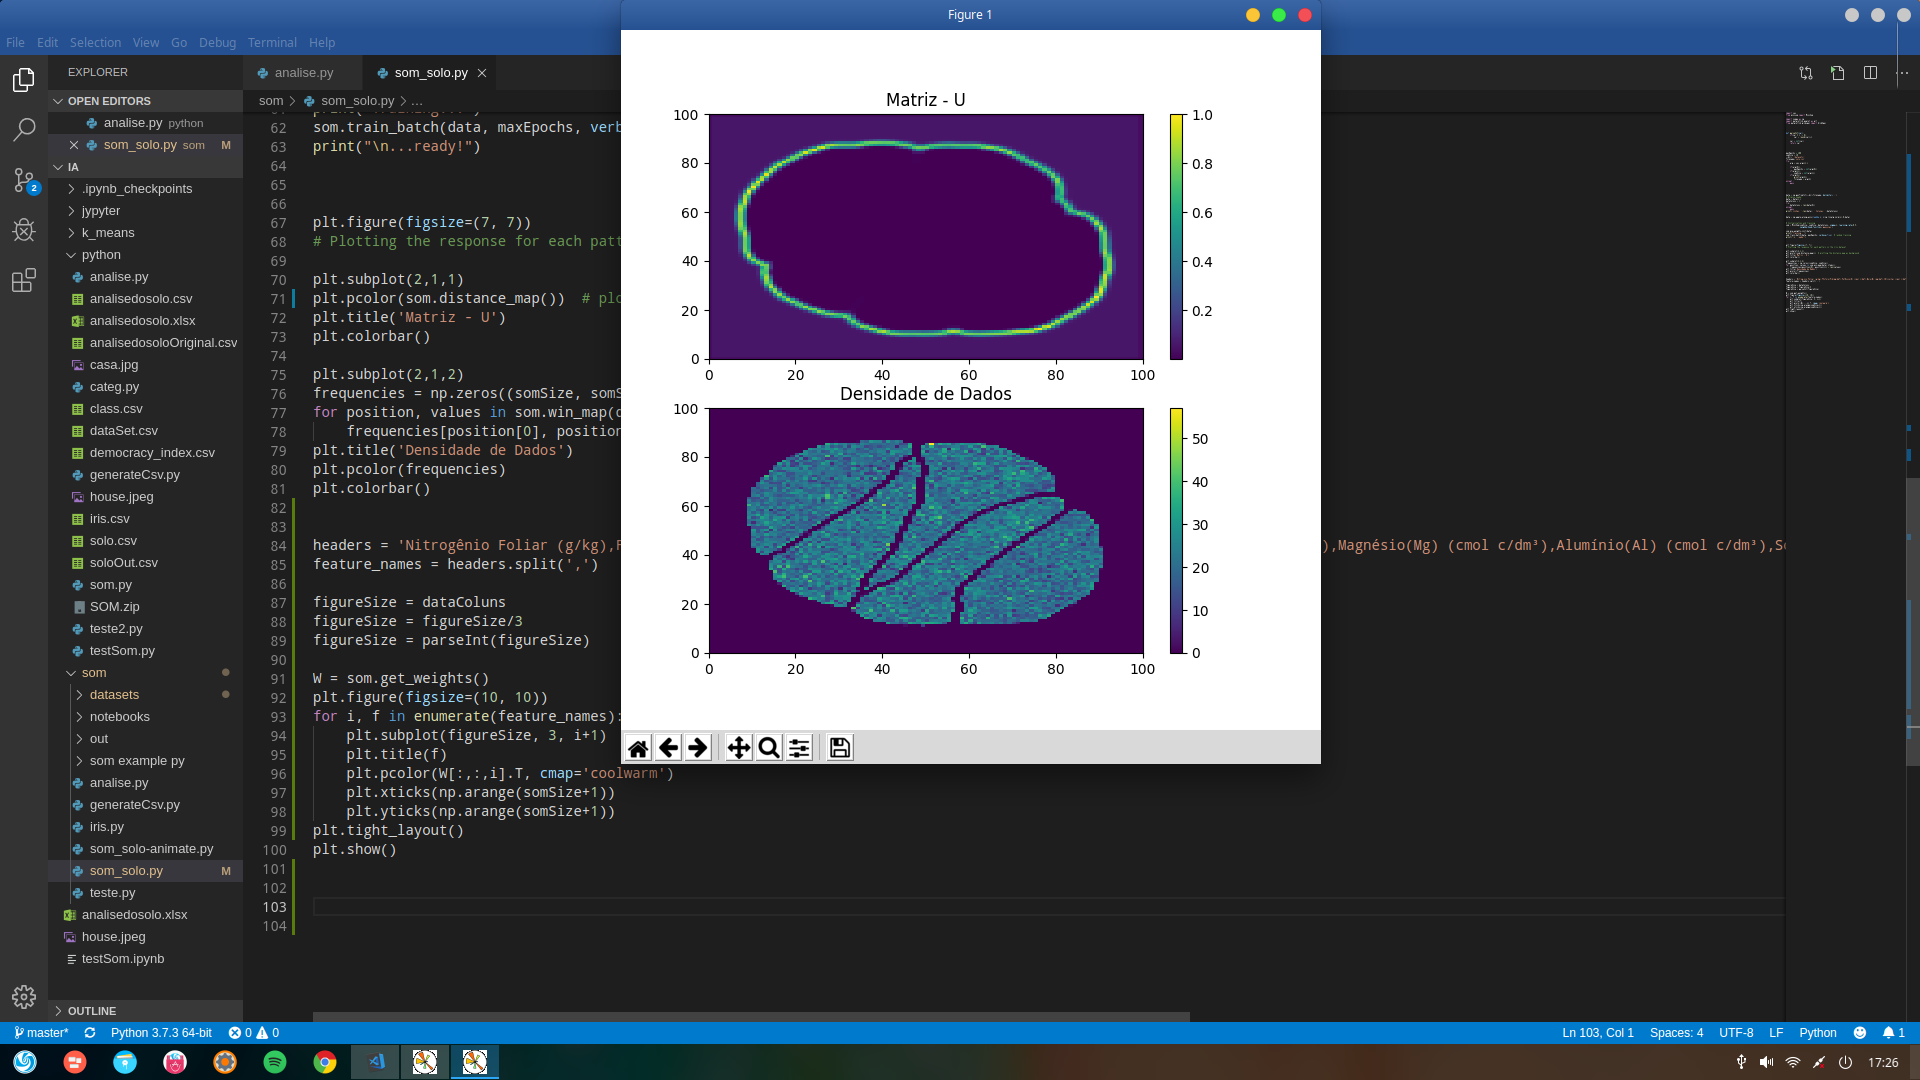 Figure 1
File Edit Selection View Go Debug Terminal Help
EXPLORER
OPEN EDITORS
analise.py python
som_solo.py som M
IA
.ipynb_checkpoints
jypyter
k_means
python
analise.py
analisedosolo.csv
analisedosolo.xlsx
analisedosoloOriginal.csv
casa.jpg
categ.py
class.csv
dataSet.csv
democracy_index.csv
generateCsv.py
house.jpeg
iris.csv
solo.csv
soloOut.csv
som.py
SOM.zip
teste2.py
testSom.py
som
datasets
notebooks
out
som example py
analise.py
generateCsv.py
iris.py
som_solo-animate.py
som_solo.py M
teste.py
analisedosolo.xlsx
house.jpeg
testSom.ipynb
OUTLINE
2
analise.py som_solo.py
som > som_solo.py > ...
62 som.train_batch(data, maxEpochs, verb
63 print("\n...ready!")
64
65
66
67 plt.figure(figsize=(7, 7))
68 # Plotting the response for each patt
69
70 plt.subplot(2,1,1)
71 plt.pcolor(som.distance_map()) # plo
72 plt.title('Matriz - U')
73 plt.colorbar()
74
75 plt.subplot(2,1,2)
76 frequencies = np.zeros((somSize, somS
77 for position, values in som.win_map(d
78 frequencies[position[0], position
79 plt.title('Densidade de Dados')
80 plt.pcolor(frequencies)
81 plt.colorbar()
82
83
84 headers = 'Nitrogênio Foliar (g/kg),F ),Magnésio(Mg) (cmol c/dm³),Alumínio(Al) (cmol c/dm³),So
85 feature_names = headers.split(',')
86
87 figureSize = dataColuns
88 figureSize = figureSize/3
89 figureSize = parseInt(figureSize)
90
91 W = som.get_weights()
92 plt.figure(figsize=(10, 10))
93 for i, f in enumerate(feature_names):
94 plt.subplot(figureSize, 3, i+1)
95 plt.title(f)
96 plt.pcolor(W[:,:,i].T, cmap='coolwarm')
97 plt.xticks(np.arange(somSize+1))
98 plt.yticks(np.arange(somSize+1))
99 plt.tight_layout()
100 plt.show()
101
102
103
104
Matriz - U
100
80
60
40
20
0
0 20 40 60 80 100
1.0
0.8
0.6
0.4
0.2
Densidade de Dados
100
80
60
40
20
0
0 20 40 60 80 100
50
40
30
20
10
0
master* Python 3.7.3 64-bit 0 0
Ln 103, Col 1 Spaces: 4 UTF-8 LF Python 1
17:26